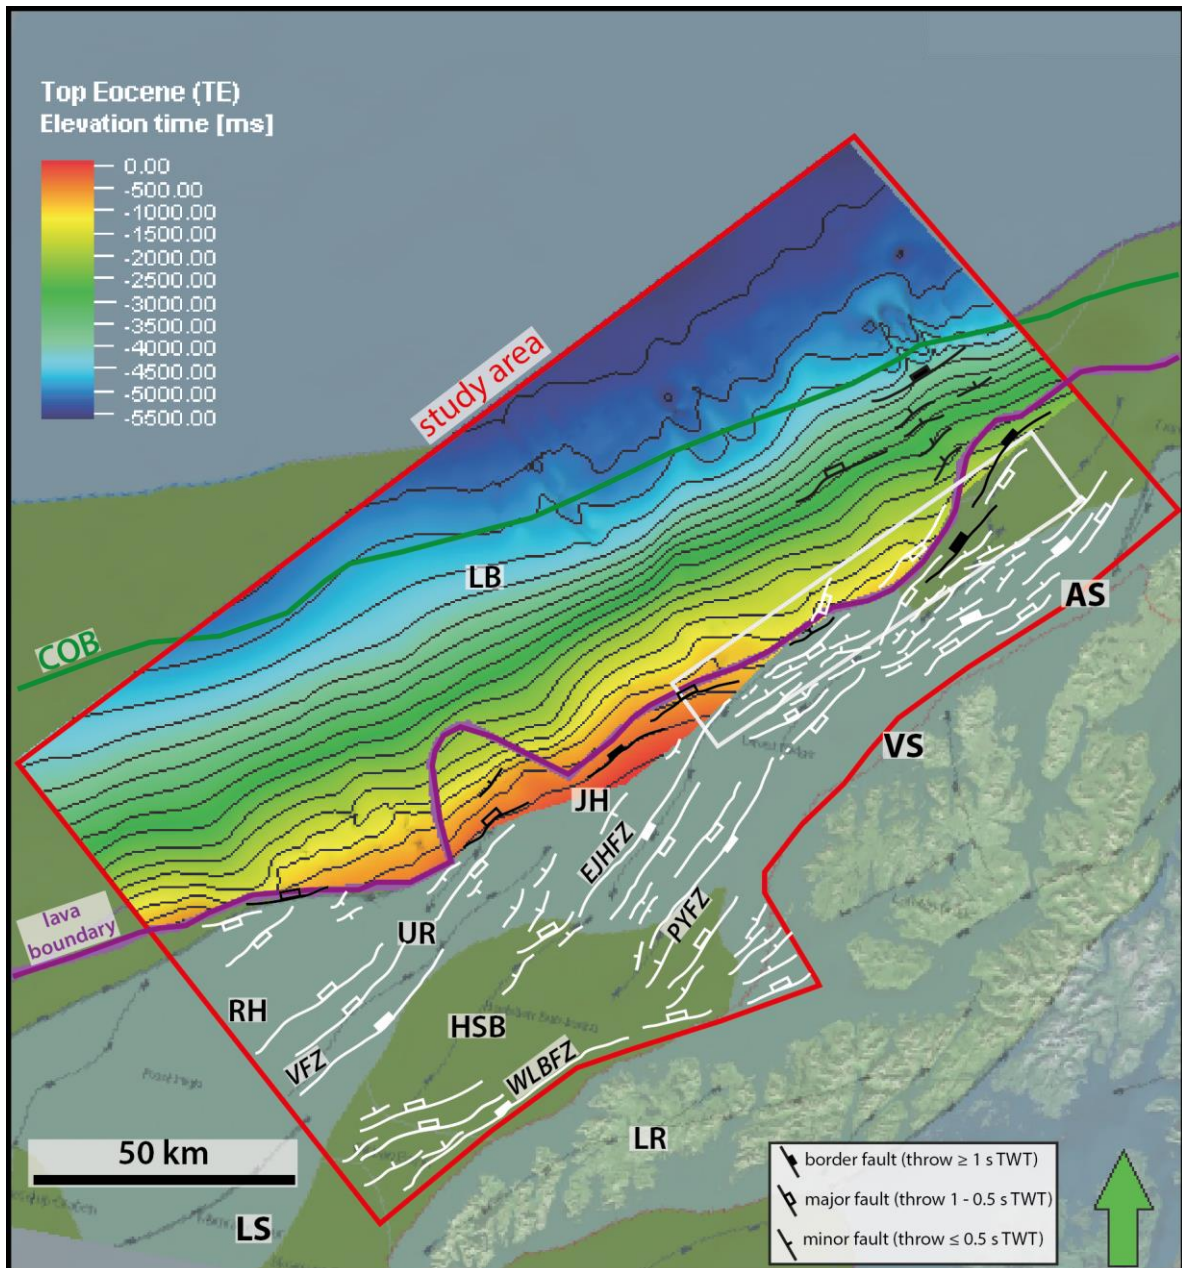 Top Eocene (TE)
Elevation time [ms]
0.00
-500.00
-1000.00
-1500.00
-2000.00
-2500.00
-3000.00
-3500.00
-4000.00
-4500.00
-5000.00
-5500.00
study area
COB
LB
AS
VS
JH
EJHFZ
PYFZ
lava
boundary
UR
RH
HSB
VFZ
WLBFZ
LR
LS
50 km
border fault (throw ≥ 1 s TWT)
major fault (throw 1 - 0.5 s TWT)
minor fault (throw ≤ 0.5 s TWT)